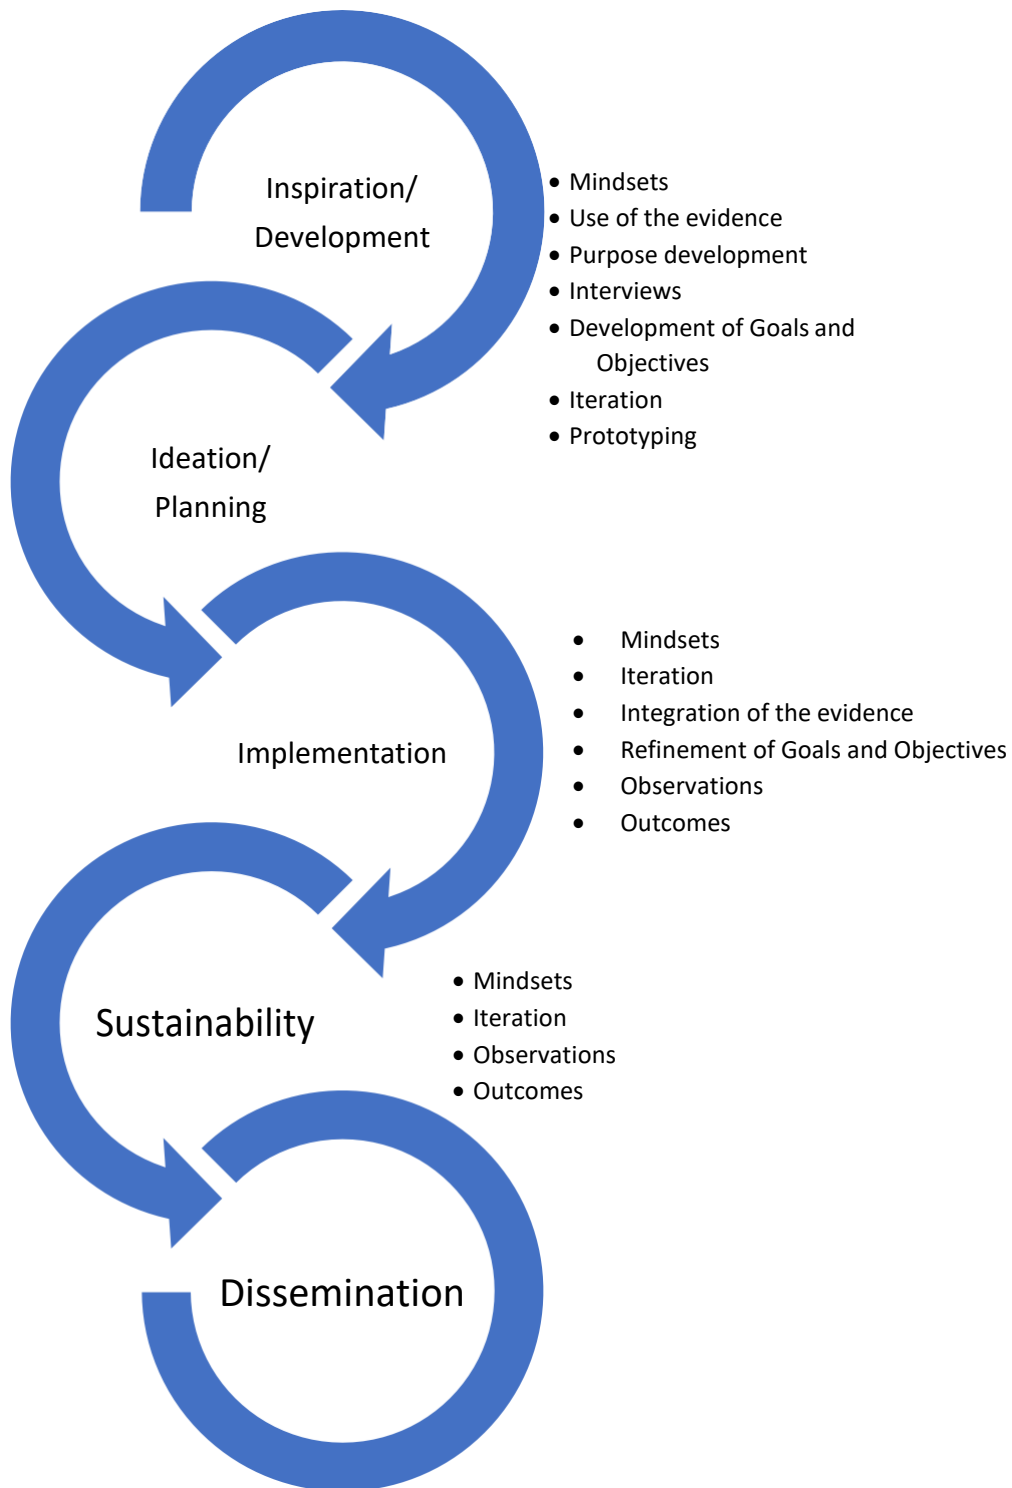 Inspiration/
Development
• Mindsets
• Use of the evidence
• Purpose development
• Interviews
• Development of Goals and
Objectives
• Iteration
• Prototyping
Ideation/
Planning
Implementation
• Mindsets
• Iteration
• Integration of the evidence
• Refinement of Goals and Objectives
• Observations
• Outcomes
Sustainability
• Mindsets
• Iteration
• Observations
• Outcomes
Dissemination